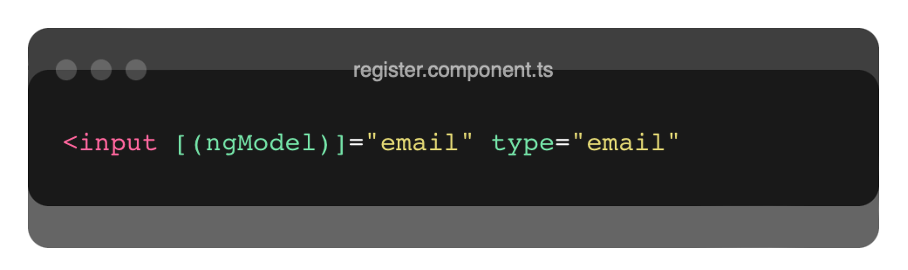 register.component.ts
<input [(ngModel)]="email" type="email"